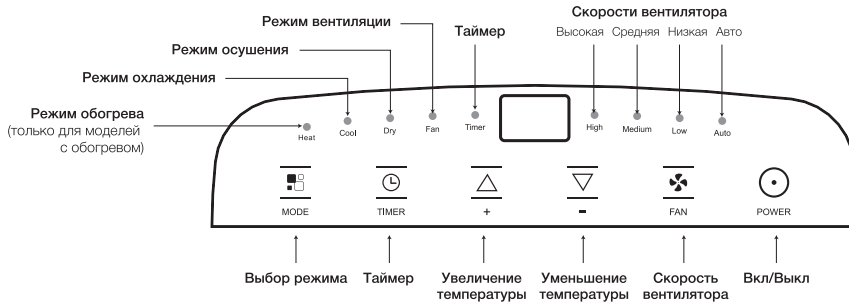 Скорости вентилятора
Режим вентиляции
Таймер
Высокая Средняя Низкая Авто
Режим осушения
Режим охлаждения
Режим обогрева
(только для моделей
с обогревом)
Heat Cool Dry Fan Timer High Medium Low Auto
MODE TIMER + - FAN POWER
Выбор режима Таймер Увеличение Уменьшение Скорость Вкл/Выкл
температуры температуры вентилятора